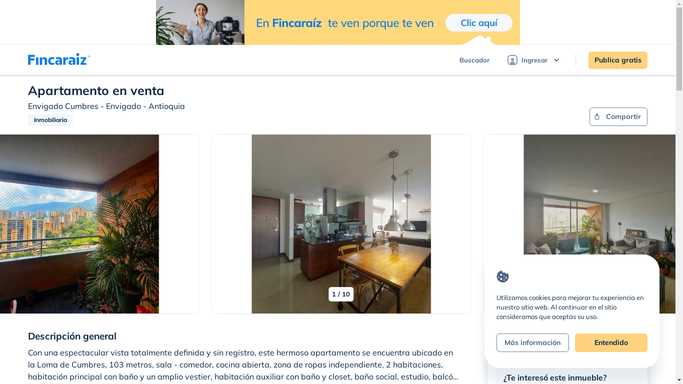 En Fincaraíz te ven porque te ven
Clic aquí
Fincaraíz
Buscador
Ingresar
Publica gratis
Apartamento en venta
Envigado Cumbres - Envigado - Antioquia
Inmobiliaria
Compartir
1 / 10
Utilizamos cookies para mejorar tu experiencia en
nuestro sitio web. Al continuar en el sitio
consideramos que aceptas su uso.
Más información
Entendido
Descripción general
Con una espectacular vista totalmente definida y sin registro, este hermoso apartamento se encuentra ubicado en
la Loma de Cumbres, 103 metros, sala - comedor, cocina abierta, zona de ropas independiente, 2 habitaciones,
habitación principal con baño y un amplio vestier, habitación auxiliar con baño y closet, baño social, estudio, balcó...
¿Te interesó este inmueble?